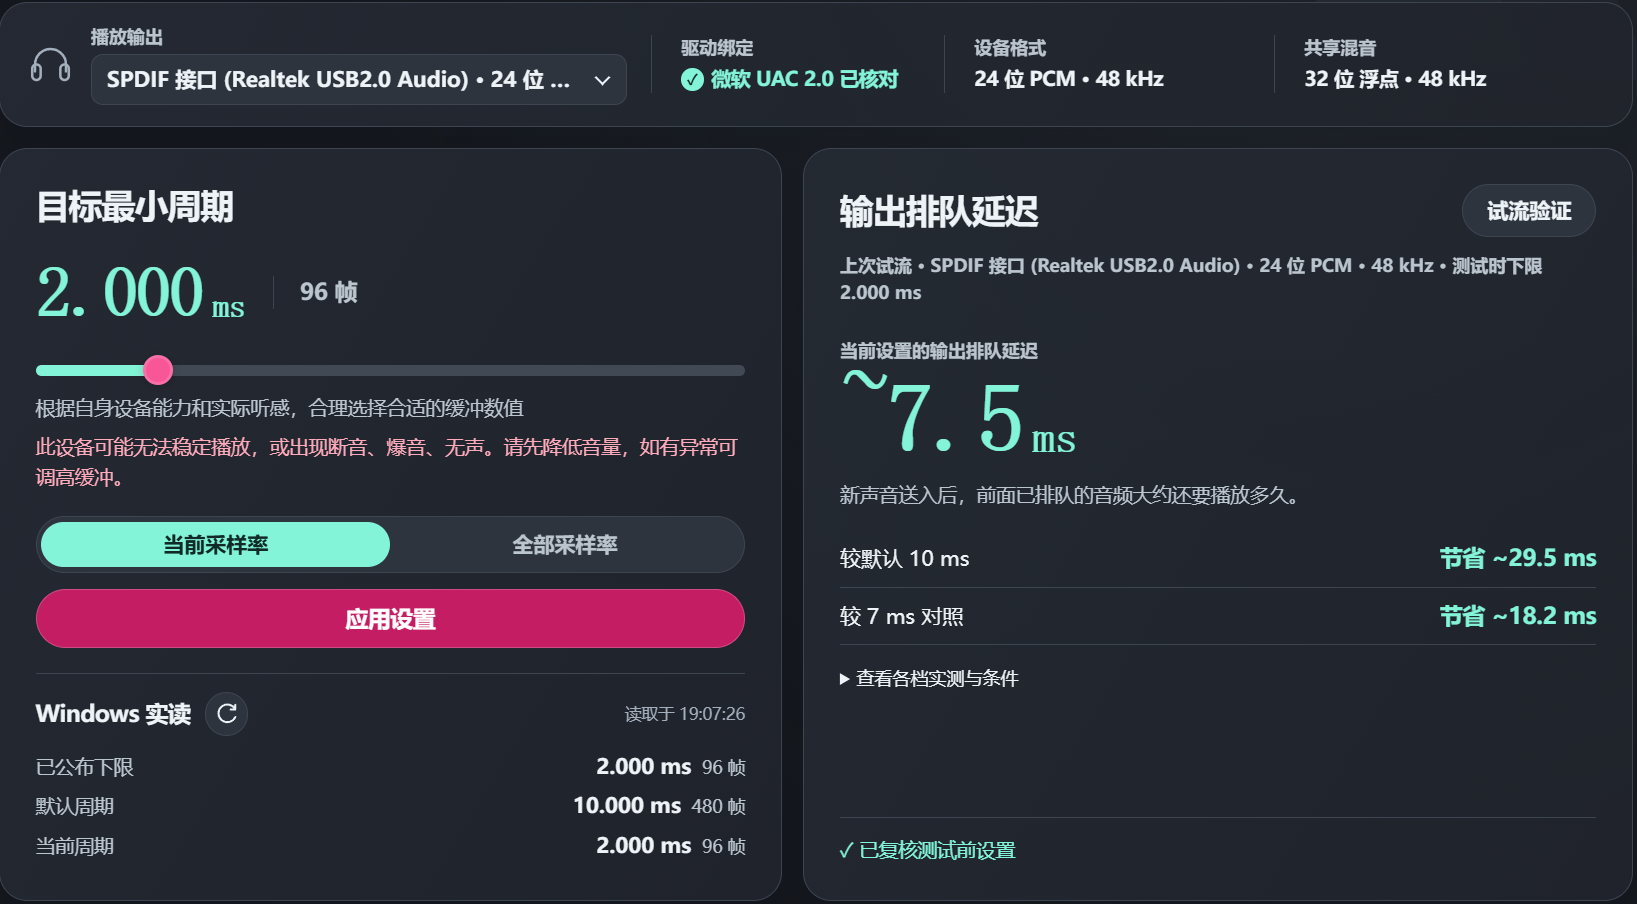 播放输出
SPDIF 接口 (Realtek USB2.0 Audio) • 24 位 ...
驱动绑定
微软 UAC 2.0 已核对
设备格式
24 位 PCM • 48 kHz
共享混音
32 位 浮点 • 48 kHz
目标最小周期
2.000 ms
96 帧
根据自身设备能力和实际听感，合理选择合适的缓冲数值
此设备可能无法稳定播放，或出现断音、爆音、无声。请先降低音量，如有异常可
调高缓冲。
当前采样率
全部采样率
应用设置
Windows 实读
读取于 19:07:26
已公布下限
2.000 ms 96 帧
默认周期
10.000 ms 480 帧
当前周期
2.000 ms 96 帧
输出排队延迟
试流验证
上次试流 • SPDIF 接口 (Realtek USB2.0 Audio) • 24 位 PCM • 48 kHz • 测试时下限
2.000 ms
当前设置的输出排队延迟
~7.5 ms
新声音送入后，前面已排队的音频大约还要播放多久。
较默认 10 ms
节省 ~29.5 ms
较 7 ms 对照
节省 ~18.2 ms
▶ 查看各档实测与条件
✓ 已复核测试前设置